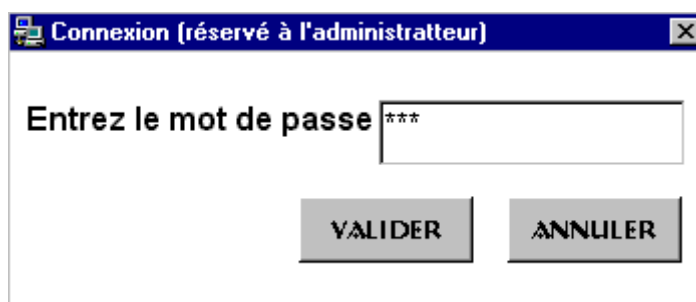 Connexion (réservé à l'administratteur)
Entrez le mot de passe ***
VALIDER ANNULER